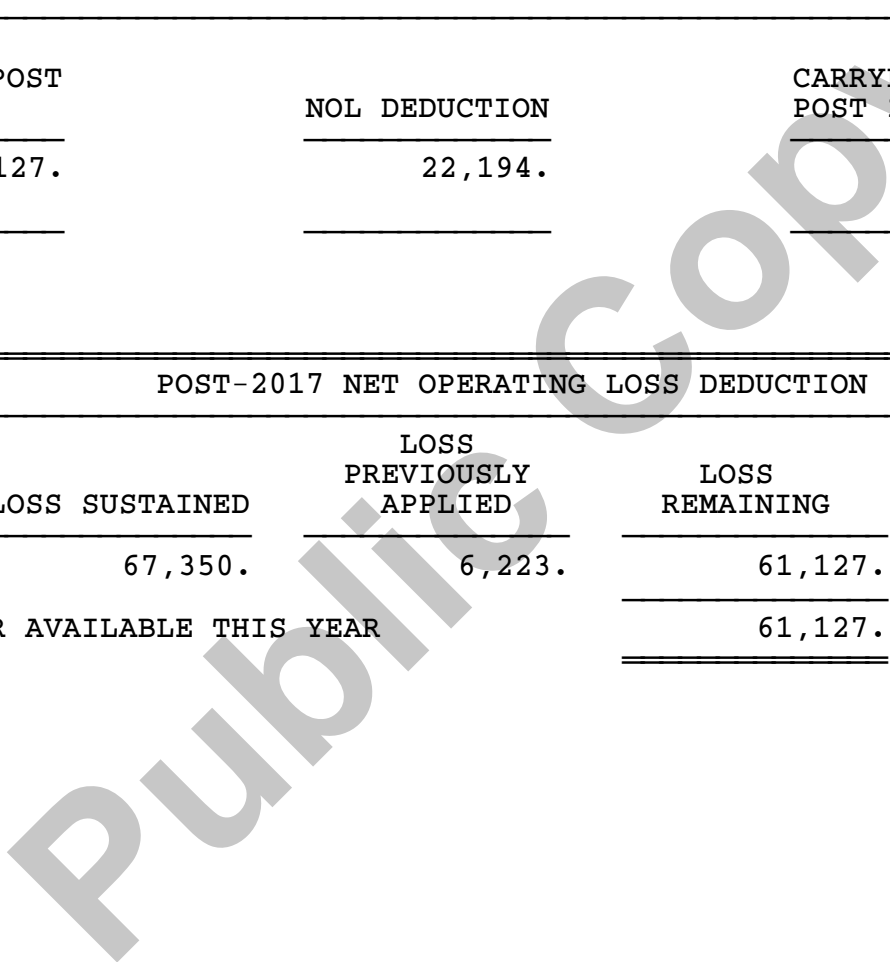 POST CARRY
NOL DEDUCTION POST
127. 22,194.
POST-2017 NET OPERATING LOSS DEDUCTION
LOSS
PREVIOUSLY LOSS
LOSS SUSTAINED APPLIED REMAINING
67,350. 6,223. 61,127.
R AVAILABLE THIS YEAR 61,127.
Public Copy